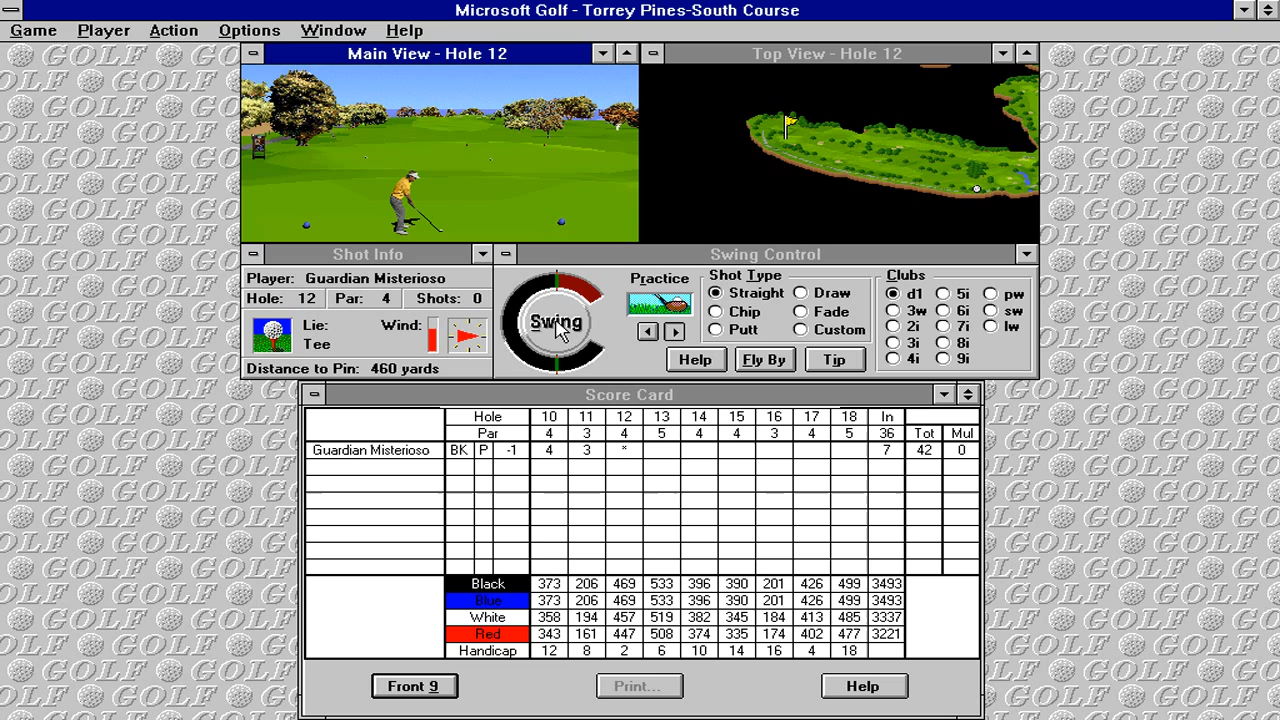 Microsoft Golf - Torrey Pines-South Course
Game Player Action Options Window Help
Main View - Hole 12
Top View - Hole 12
Shot Info
Swing Control
Player: Guardian Misterioso
Hole: 12 Par: 4 Shots: 0
Lie: Tee
Wind:
Distance to Pin: 460 yards
Swing
Practice
Shot Type
Straight Draw
Chip Fade
Putt Custom
Help Fly By Tip
Clubs
d1 5i pw
3w 6i sw
2i 7i lw
3i 8i
4i 9i
Score Card
Hole 10 11 12 13 14 15 16 17 18 In
Par 4 3 4 5 4 4 3 4 5 36 Tot Mul
Guardian Misterioso BK P -1 4 3 * 7 42 0
Black 373 206 469 533 396 390 201 426 499 3493
Blue 373 206 469 533 396 390 201 426 499 3493
White 358 194 457 519 382 345 184 413 485 3337
Red 343 161 447 508 374 335 174 402 477 3221
Handicap 12 8 2 6 10 14 16 4 18
Front 9 Print... Help
GOLF